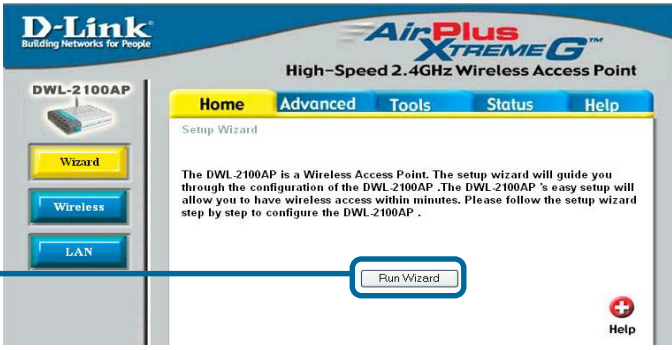 D-Link
Building Networks for People
AirPlus
XTREME G™
High-Speed 2.4GHz Wireless Access Point
DWL-2100AP
Home Advanced Tools Status Help
Setup Wizard
Wizard
The DWL-2100AP is a Wireless Access Point. The setup wizard will guide you
through the configuration of the DWL-2100AP .The DWL-2100AP 's easy setup will
allow you to have wireless access within minutes. Please follow the setup wizard
step by step to configure the DWL-2100AP .
Wireless
LAN
Run Wizard
Help